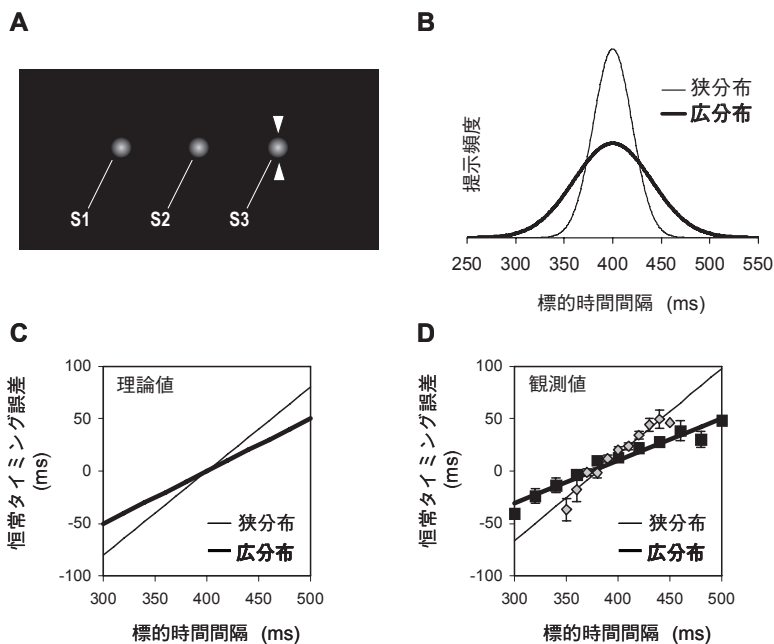 A
S1
S2
S3
B
提示頻度
狭分布
広分布
250 300 350 400 450 500 550
標的時間間隔 (ms)
C
恒常タイミング誤差
(ms)
100
50
0
-50
-100
理論値
狭分布
広分布
300 350 400 450 500
標的時間間隔 (ms)
D
恒常タイミング誤差
(ms)
100
50
0
-50
-100
観測値
狭分布
広分布
300 350 400 450 500
標的時間間隔 (ms)